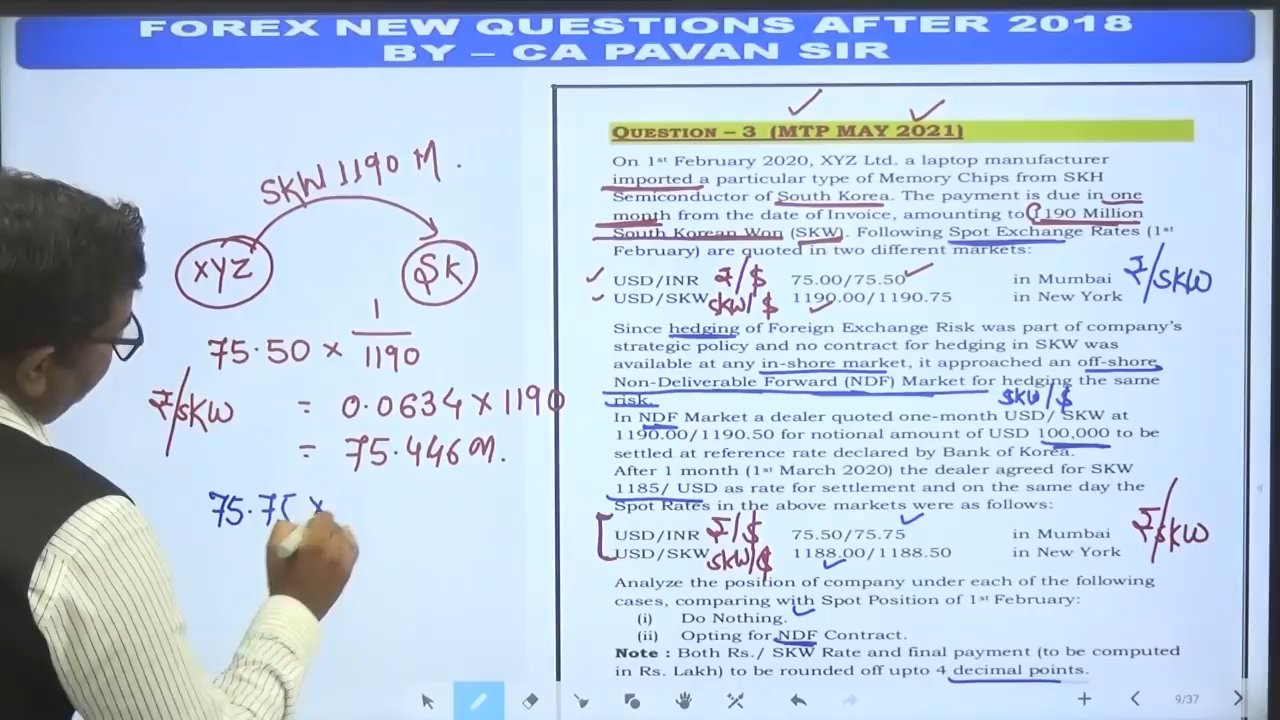 FOREX NEW QUESTIONS AFTER 2018
BY – CA PAVAN SIR
SKW 1190 M.
XYZ
SK
75.50 × 1/1190
₹/SKW = 0.0634 × 1190
= 75.446 M.
75.75 ×
QUESTION – 3 (MTP MAY 2021)
On 1st February 2020, XYZ Ltd. a laptop manufacturer
imported a particular type of Memory Chips from SKH
Semiconductor of South Korea. The payment is due in one
month from the date of Invoice, amounting to 1190 Million
South Korean Won (SKW). Following Spot Exchange Rates (1st
February) are quoted in two different markets:
USD/INR ₹/$ 75.00/75.50 in Mumbai ₹/SKW
USD/SKW SKW/$ 1190.00/1190.75 in New York
Since hedging of Foreign Exchange Risk was part of company's
strategic policy and no contract for hedging in SKW was
available at any in-shore market, it approached an off-shore
Non-Deliverable Forward (NDF) Market for hedging the same
risk. SKW/$
In NDF Market a dealer quoted one-month USD/ SKW at
1190.00/1190.50 for notional amount of USD 100,000 to be
settled at reference rate declared by Bank of Korea.
After 1 month (1st March 2020) the dealer agreed for SKW
1185/ USD as rate for settlement and on the same day the
Spot Rates in the above markets were as follows:
USD/INR ₹/$ 75.50/75.75 in Mumbai ₹/SKW
USD/SKW SKW/$ 1188.00/1188.50 in New York
Analyze the position of company under each of the following
cases, comparing with Spot Position of 1st February:
(i) Do Nothing.
(ii) Opting for NDF Contract.
Note : Both Rs./ SKW Rate and final payment (to be computed
in Rs. Lakh) to be rounded off upto 4 decimal points.
9/37